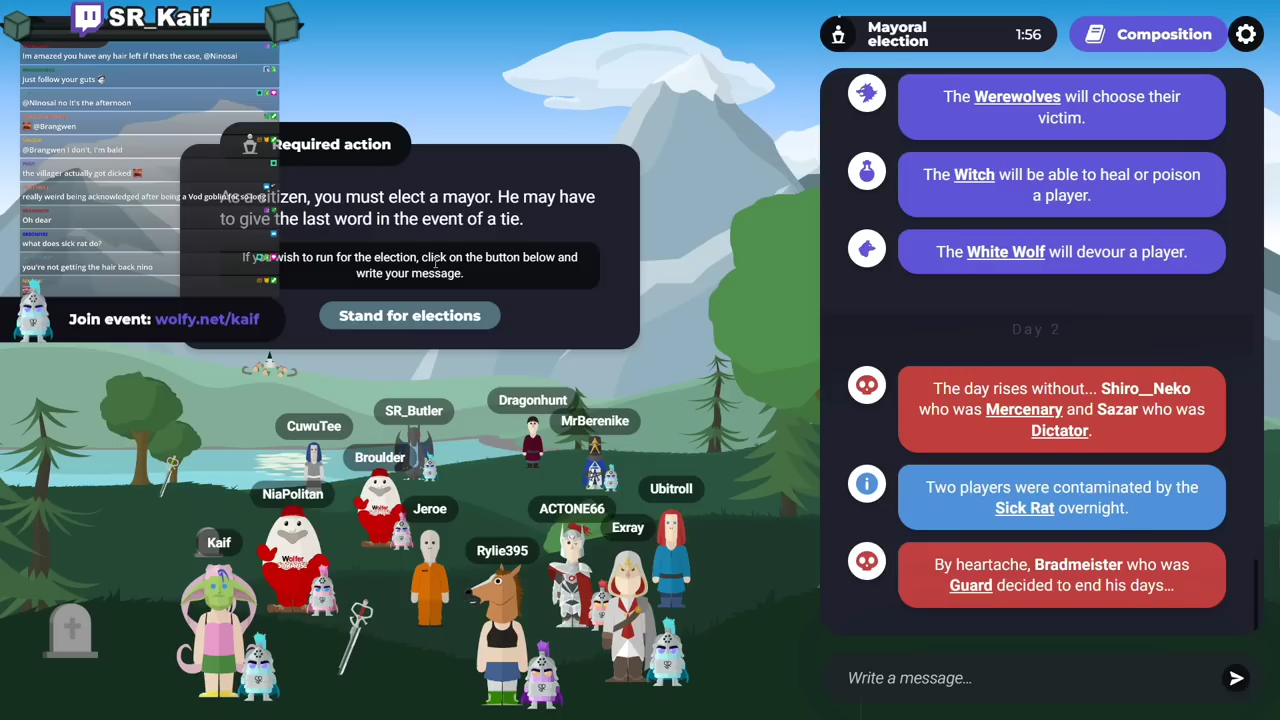 SR_Kaif
Im amazed you have any hair left if thats the case, @Ninosai
just follow your guts
@NInosai no it's the afternoon
@Brangwen
@Brangwen I don't, I'm bald
the villager actually got dicked
really weird being acknowledged after being a Vod goblin for so long
Oh dear
what does sick rat do?
you're not getting the hair back nino
Join event: wolfy.net/kaif
Required action
As a citizen, you must elect a mayor. He may have
to give the last word in the event of a tie.
If you wish to run for the election, click on the button below and
write your message.
Stand for elections
Dragonhunt
SR_Butler
MrBerenike
CuwuTee
Broulder
Ubitroll
NiaPolitan
Jeroe
ACTONE66
Exray
Kaif
Rylie395
Wolfer
Mayoral
election
1:56
Composition
The Werewolves will choose their
victim.
The Witch will be able to heal or poison
a player.
The White Wolf will devour a player.
Day 2
The day rises without... Shiro__Neko
who was Mercenary and Sazar who was
Dictator.
Two players were contaminated by the
Sick Rat overnight.
By heartache, Bradmeister who was
Guard decided to end his days...
Write a message...